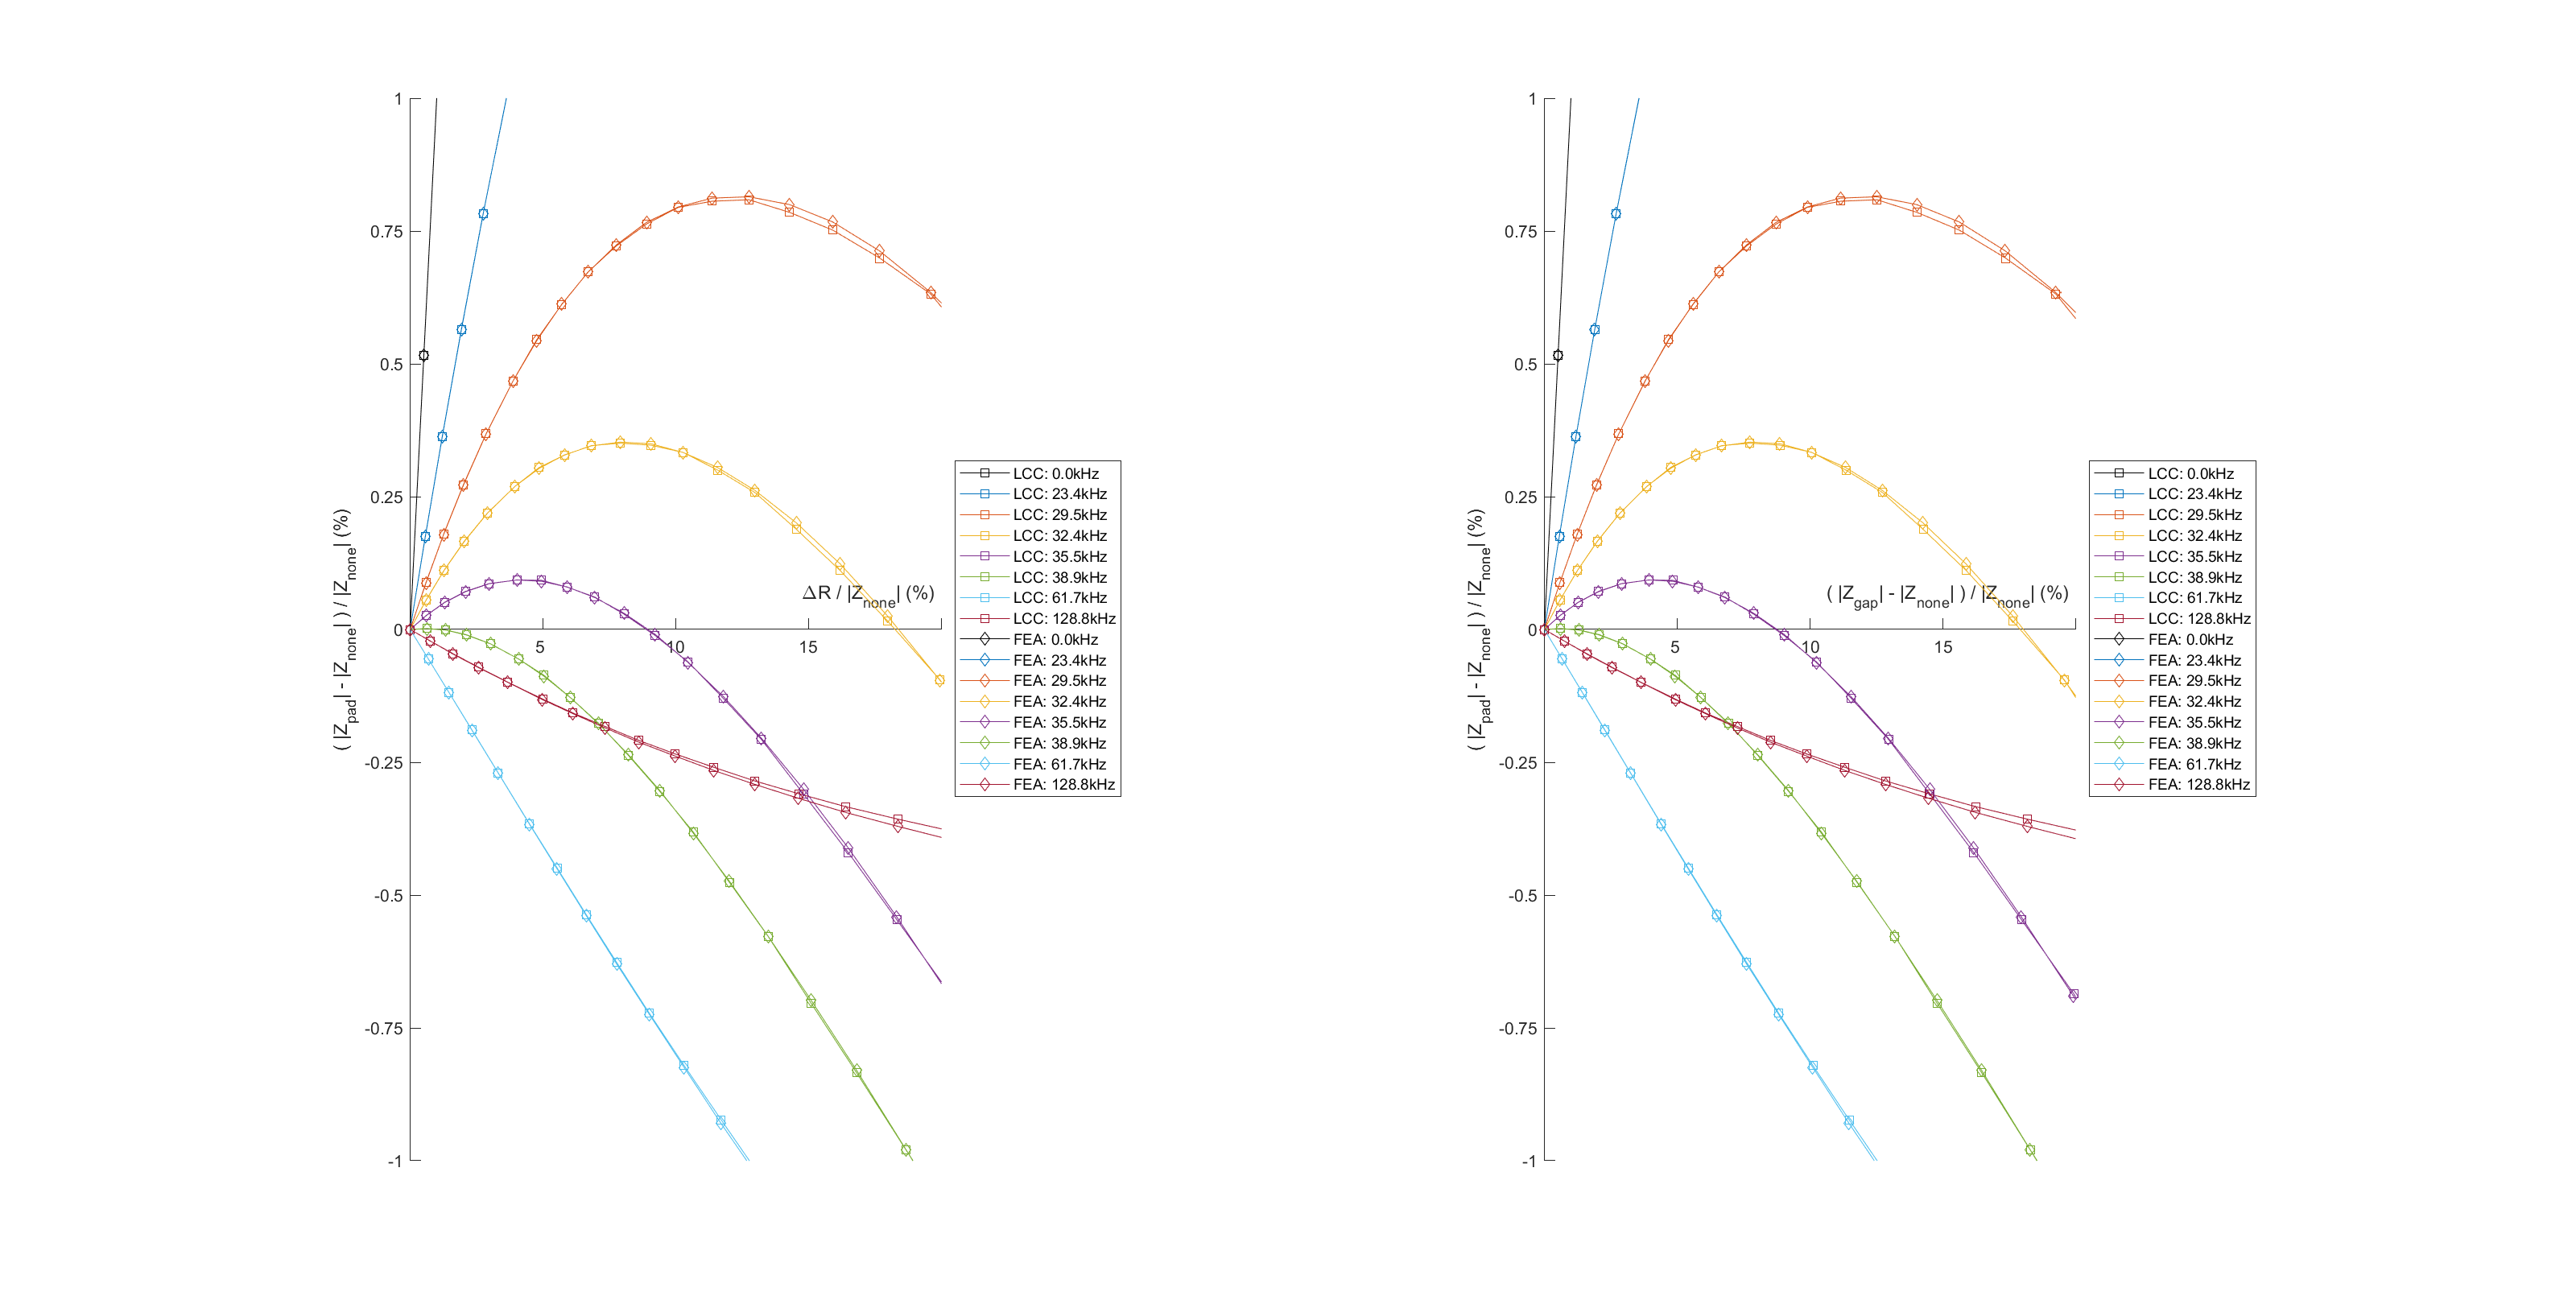 1
0.75
0.5
0.25
0
-0.25
-0.5
-0.75
-1
5
10
15
( |Zpad| - |Znone| ) / |Znone| (%)
ΔR / |Znone| (%)
LCC: 0.0kHz
LCC: 23.4kHz
LCC: 29.5kHz
LCC: 32.4kHz
LCC: 35.5kHz
LCC: 38.9kHz
LCC: 61.7kHz
LCC: 128.8kHz
FEA: 0.0kHz
FEA: 23.4kHz
FEA: 29.5kHz
FEA: 32.4kHz
FEA: 35.5kHz
FEA: 38.9kHz
FEA: 61.7kHz
FEA: 128.8kHz
1
0.75
0.5
0.25
0
-0.25
-0.5
-0.75
-1
5
10
15
( |Zpad| - |Znone| ) / |Znone| (%)
( |Zgap| - |Znone| ) / |Znone| (%)
LCC: 0.0kHz
LCC: 23.4kHz
LCC: 29.5kHz
LCC: 32.4kHz
LCC: 35.5kHz
LCC: 38.9kHz
LCC: 61.7kHz
LCC: 128.8kHz
FEA: 0.0kHz
FEA: 23.4kHz
FEA: 29.5kHz
FEA: 32.4kHz
FEA: 35.5kHz
FEA: 38.9kHz
FEA: 61.7kHz
FEA: 128.8kHz